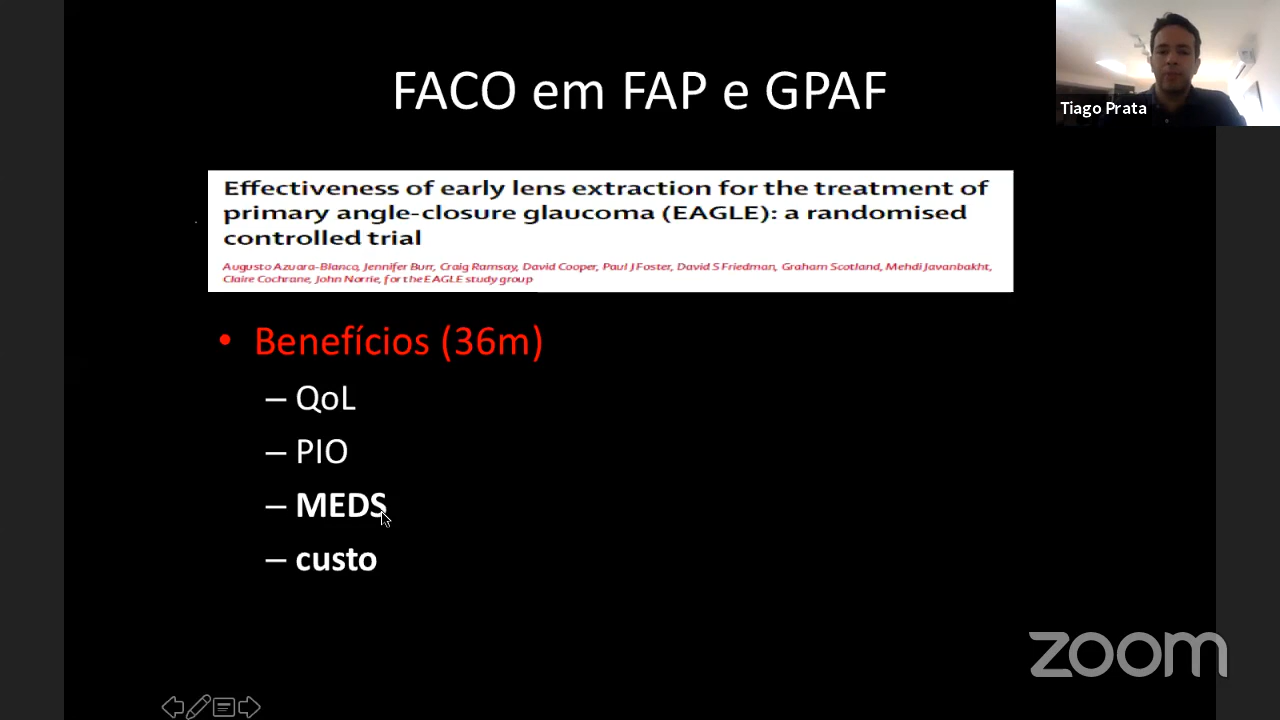 FACO em FAP e GPAF
Tiago Prata
Effectiveness of early lens extraction for the treatment of
primary angle-closure glaucoma (EAGLE): a randomised
controlled trial
Augusto Azuara-Blanco, Jennifer Burr, Craig Ramsay, David Cooper, Paul J Foster, David S Friedman, Graham Scotland, Mehdi Javanbakht,
Claire Cochrane, John Norrie, for the EAGLE study group
• Benefícios (36m)
– QoL
– PIO
– MEDS
– custo
zoom